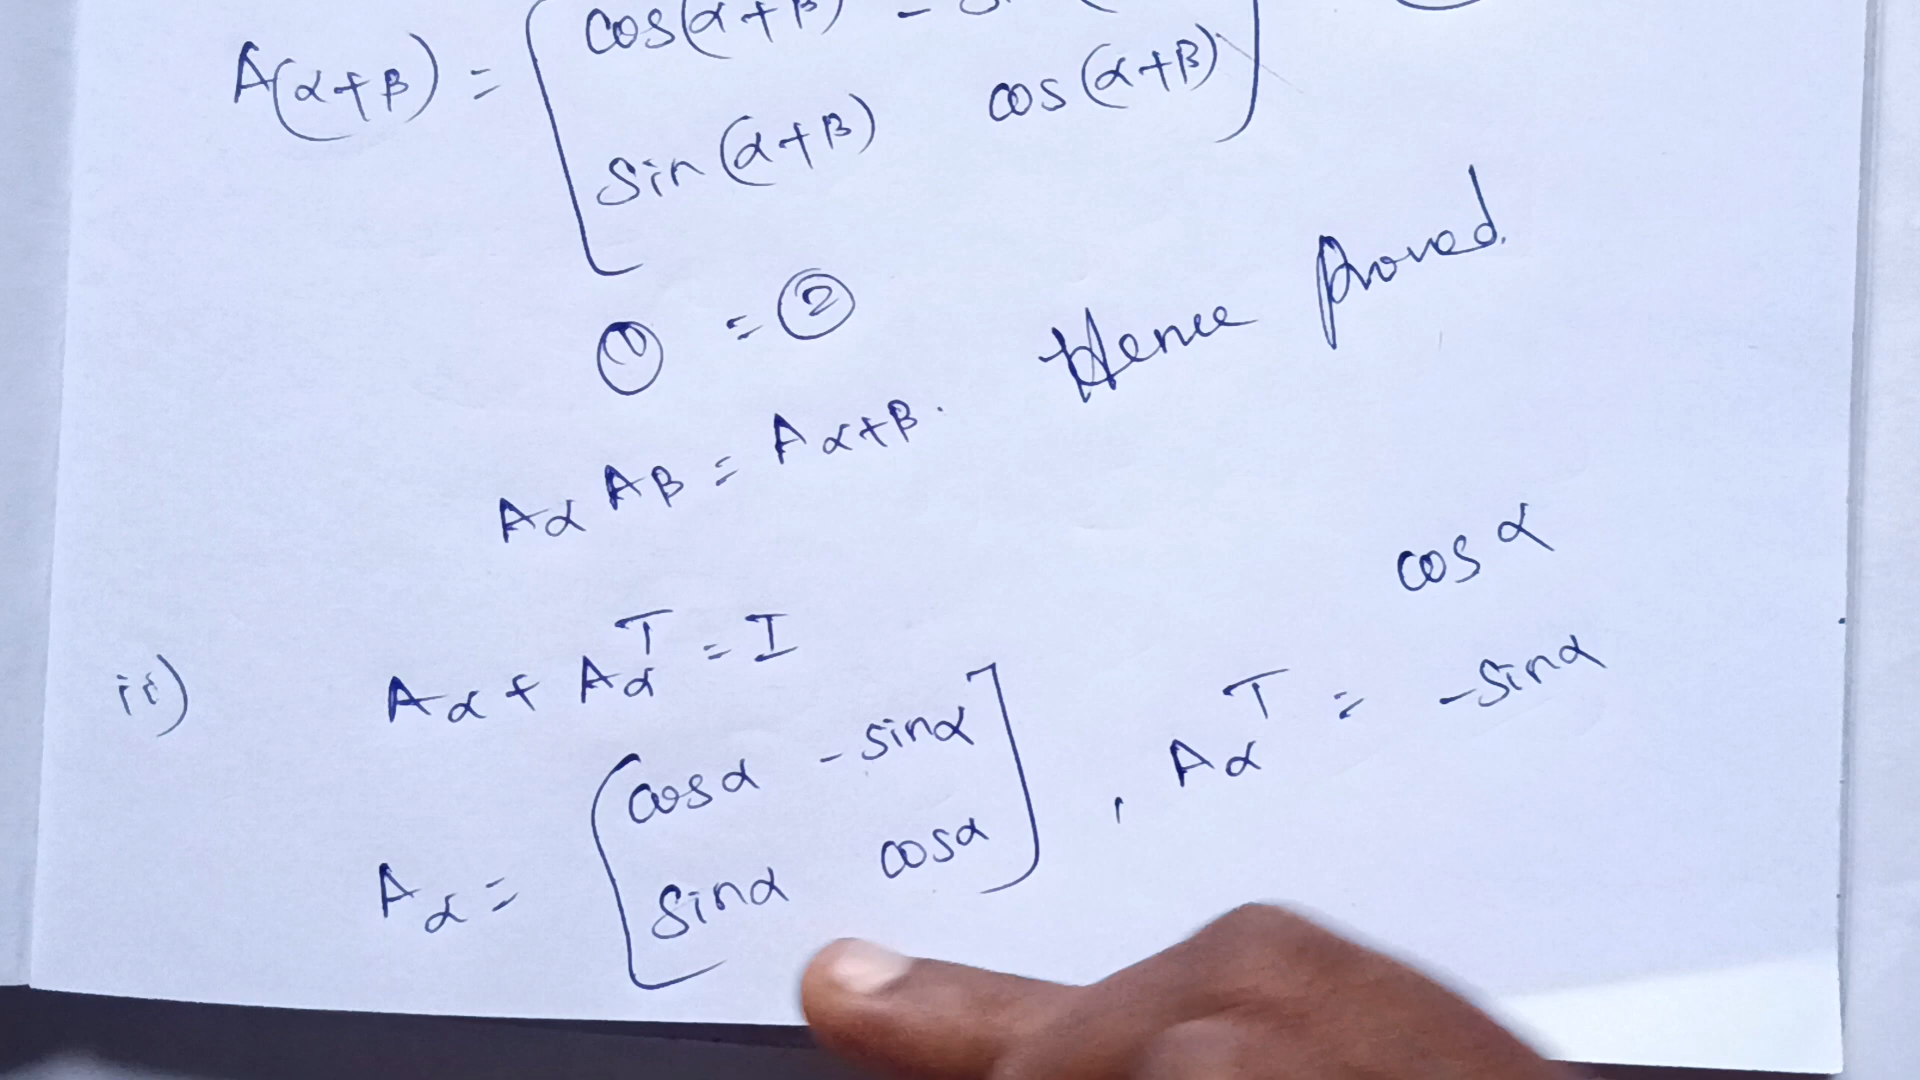 cos(α+β) -
A(α+β) =
sin(α+β) cos(α+β)
① = ②
Aα Aβ = Aα+β. Hence proved.
ii) Aα + Aα^T = I
Aα = [cosα -sinα
sinα cosα]
, Aα^T = cosα
-sinα